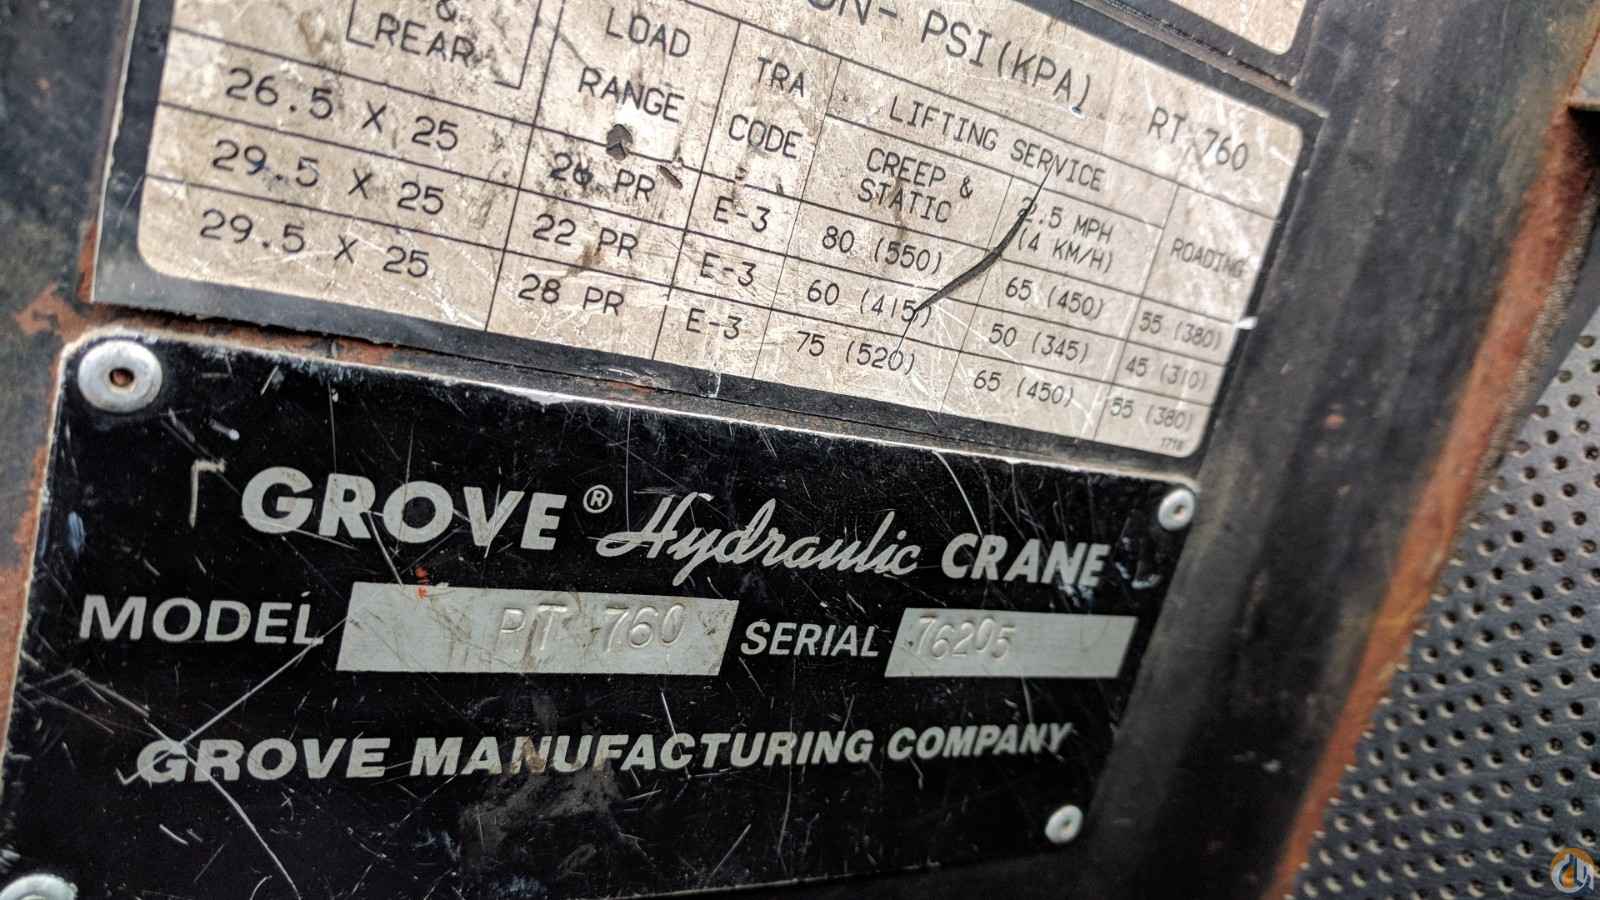 ON- PSI(KPA) RT 760
& REAR
LOAD RANGE
TRA CODE
LIFTING SERVICE
CREEP & STATIC
2.5 MPH (4 KM/H)
ROADING
26.5 X 25 26 PR E-3 80 (550) 65 (450) 55 (380)
29.5 X 25 22 PR E-3 60 (415) 50 (345) 45 (310)
29.5 X 25 28 PR E-3 75 (520) 65 (450) 55 (380)
GROVE® Hydraulic CRANE
MODEL RT 760 SERIAL 76205
GROVE MANUFACTURING COMPANY